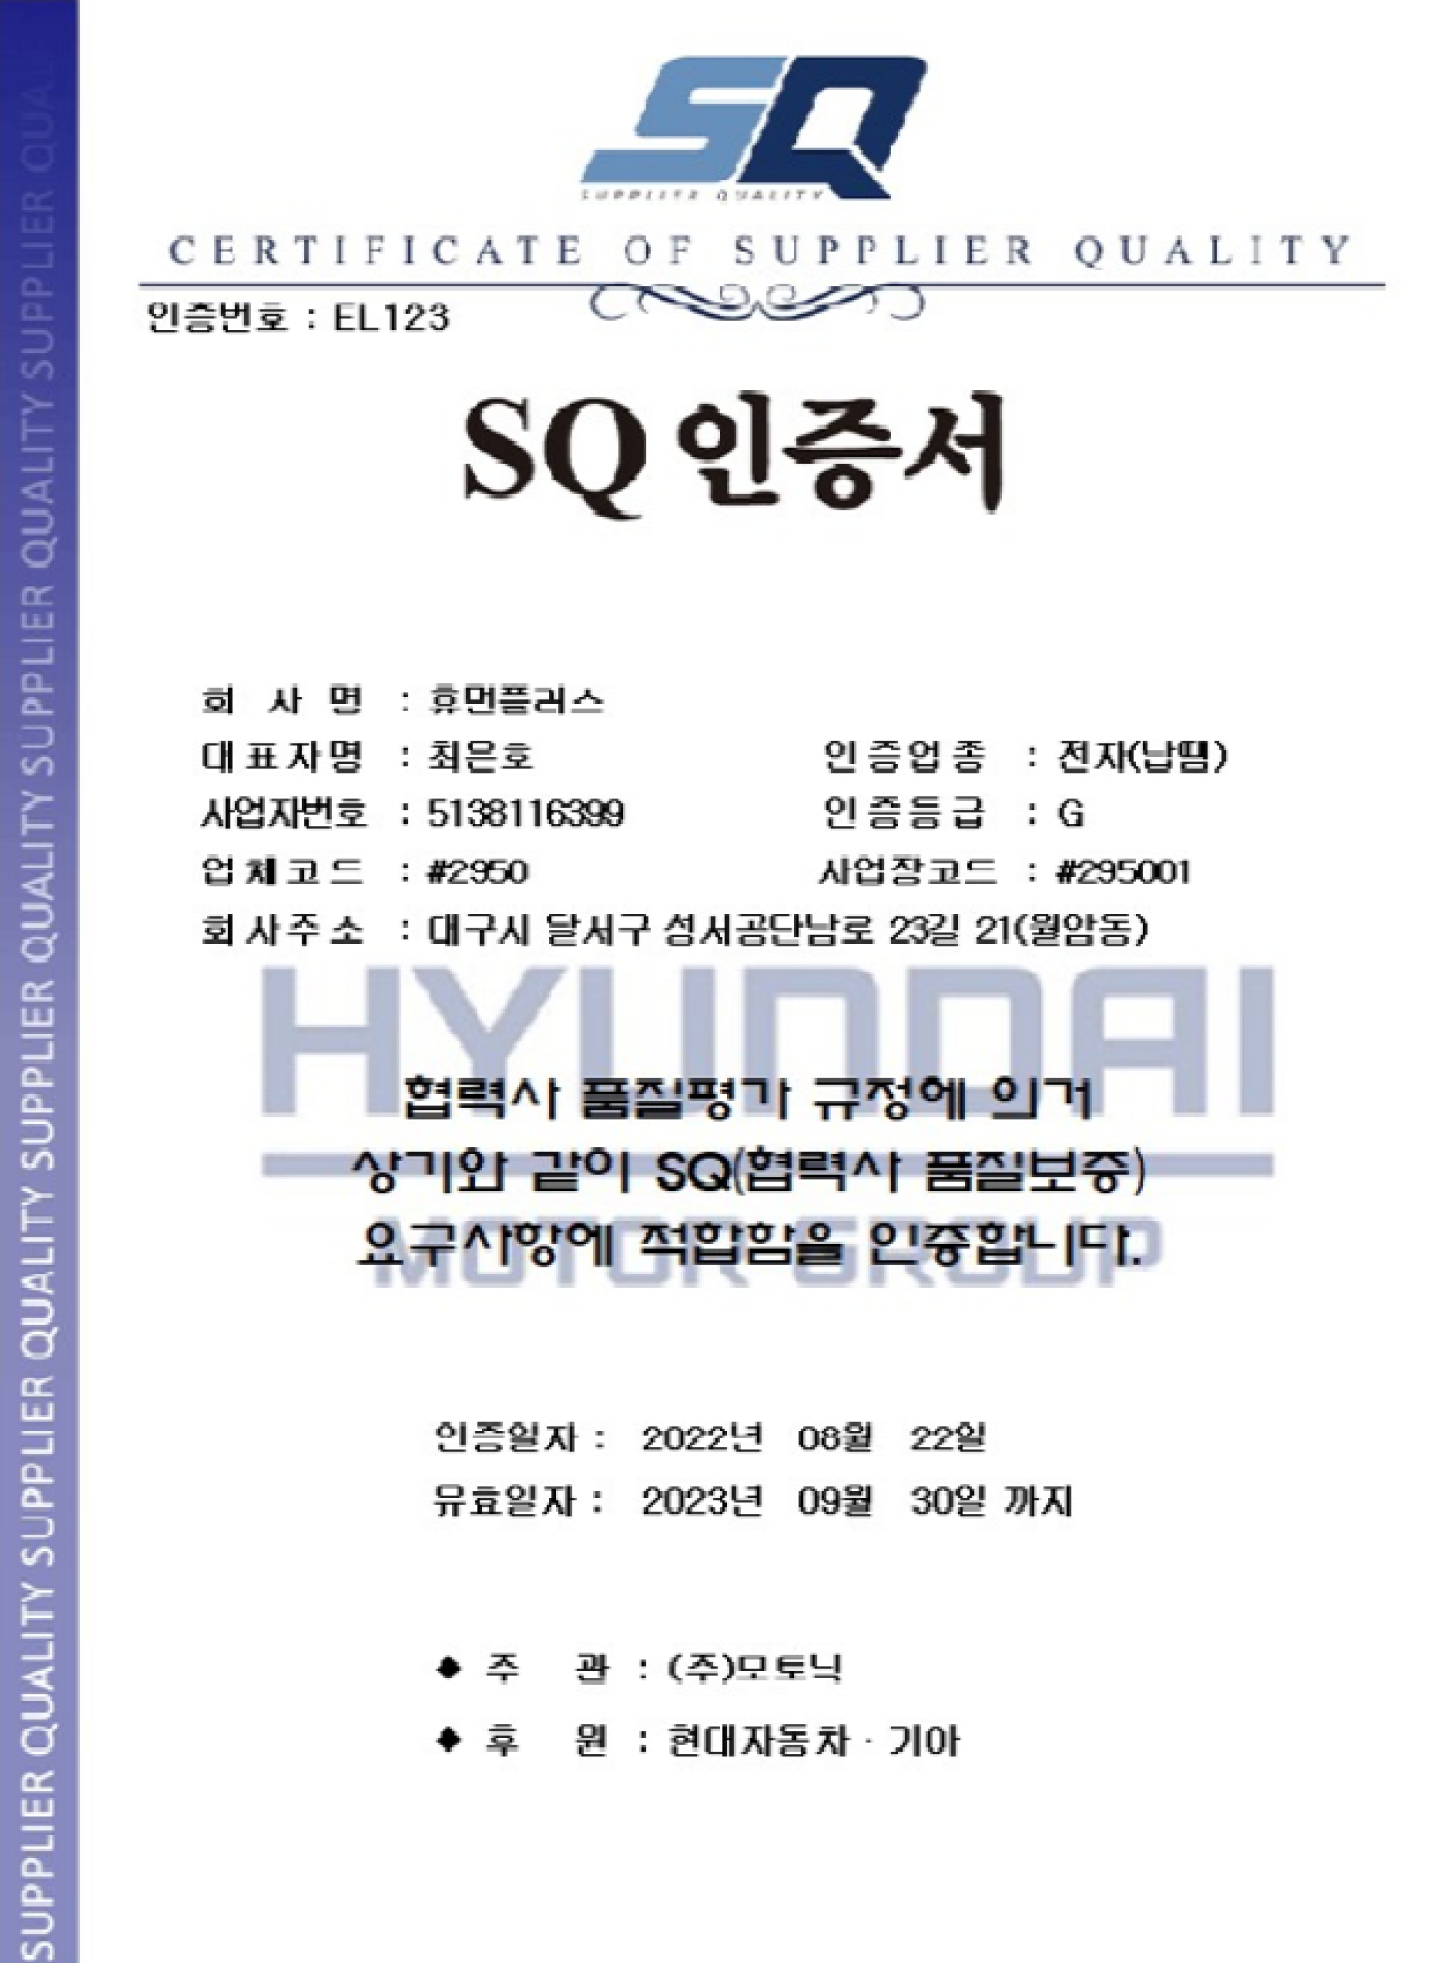 SQ
SUPPLIER QUALITY
CERTIFICATE OF SUPPLIER QUALITY
인증번호 : EL123
SQ 인증서
회 사 명 : 휴먼플러스
대표자명 : 최은호 인증업종 : 전자(납땜)
사업자번호 : 5138116399 인증등급 : G
업체코드 : #2950 사업장코드 : #295001
회사주소 : 대구시 달서구 성서공단남로 23길 21(월암동)
HYUNDAI
MOTOR GROUP
협력사 품질평가 규정에 의거
상기와 같이 SQ(협력사 품질보증)
요구사항에 적합함을 인증합니다.
인증일자 : 2022년 08월 22일
유효일자 : 2023년 09월 30일 까지
◆ 주 관 : (주)모토닉
◆ 후 원 : 현대자동차 · 기아
SUPPLIER QUALITY SUPPLIER QUALITY SUPPLIER QUALITY SUPPLIER QUALITY SUPPLIER QUAL